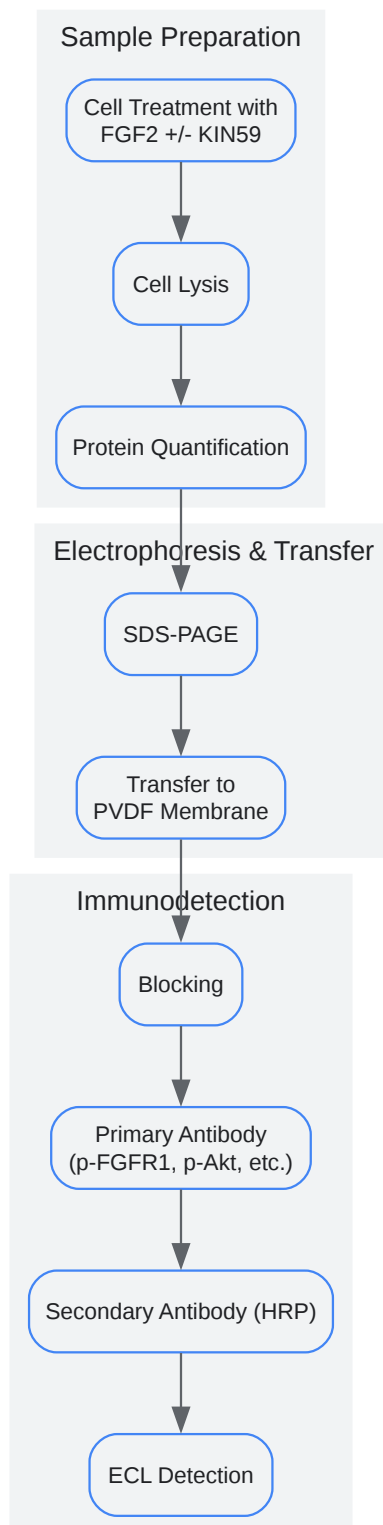 Sample Preparation
Cell Treatment with
FGF2 +/- KIN59
Cell Lysis
Protein Quantification
Electrophoresis & Transfer
SDS-PAGE
Transfer to
PVDF Membrane
Immunodetection
Blocking
Primary Antibody
(p-FGFR1, p-Akt, etc.)
Secondary Antibody (HRP)
ECL Detection